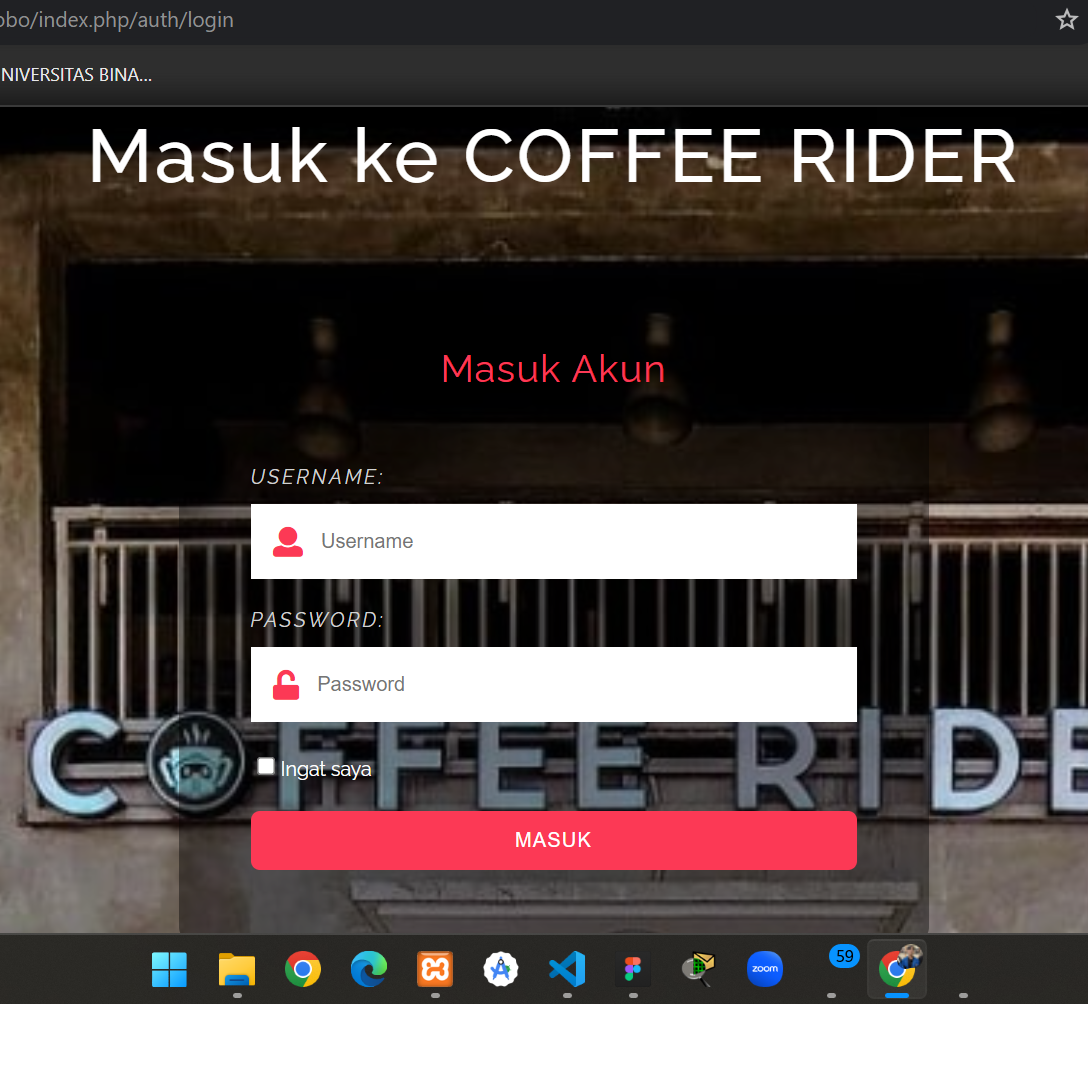 obo/index.php/auth/login
NIVERSITAS BINA...
Masuk ke COFFEE RIDER
Masuk Akun
USERNAME:
Username
PASSWORD:
Password
COFFEE RIDE
Ingat saya
MASUK
zoom
59